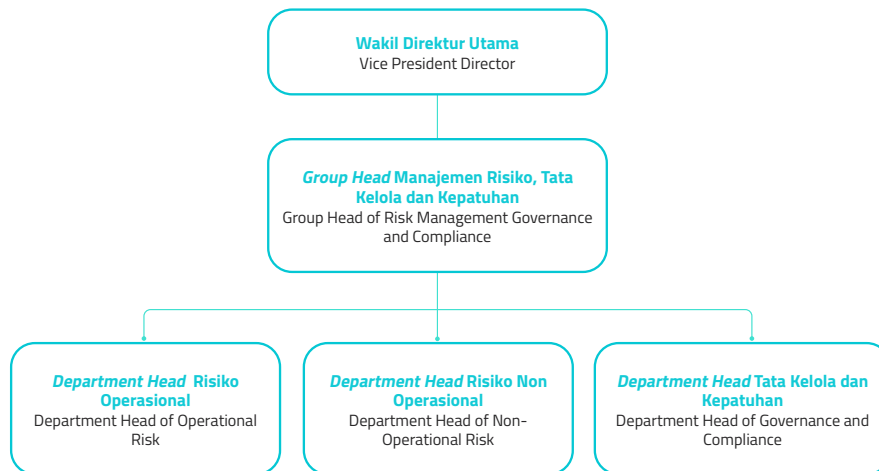 Wakil Direktur Utama
Vice President Director
Group Head Manajemen Risiko, Tata
Kelola dan Kepatuhan
Group Head of Risk Management Governance
and Compliance
Department Head Risiko
Operasional
Department Head of Operational
Risk
Department Head Risiko Non
Operasional
Department Head of Non-
Operational Risk
Department Head Tata Kelola dan
Kepatuhan
Department Head of Governance and
Compliance